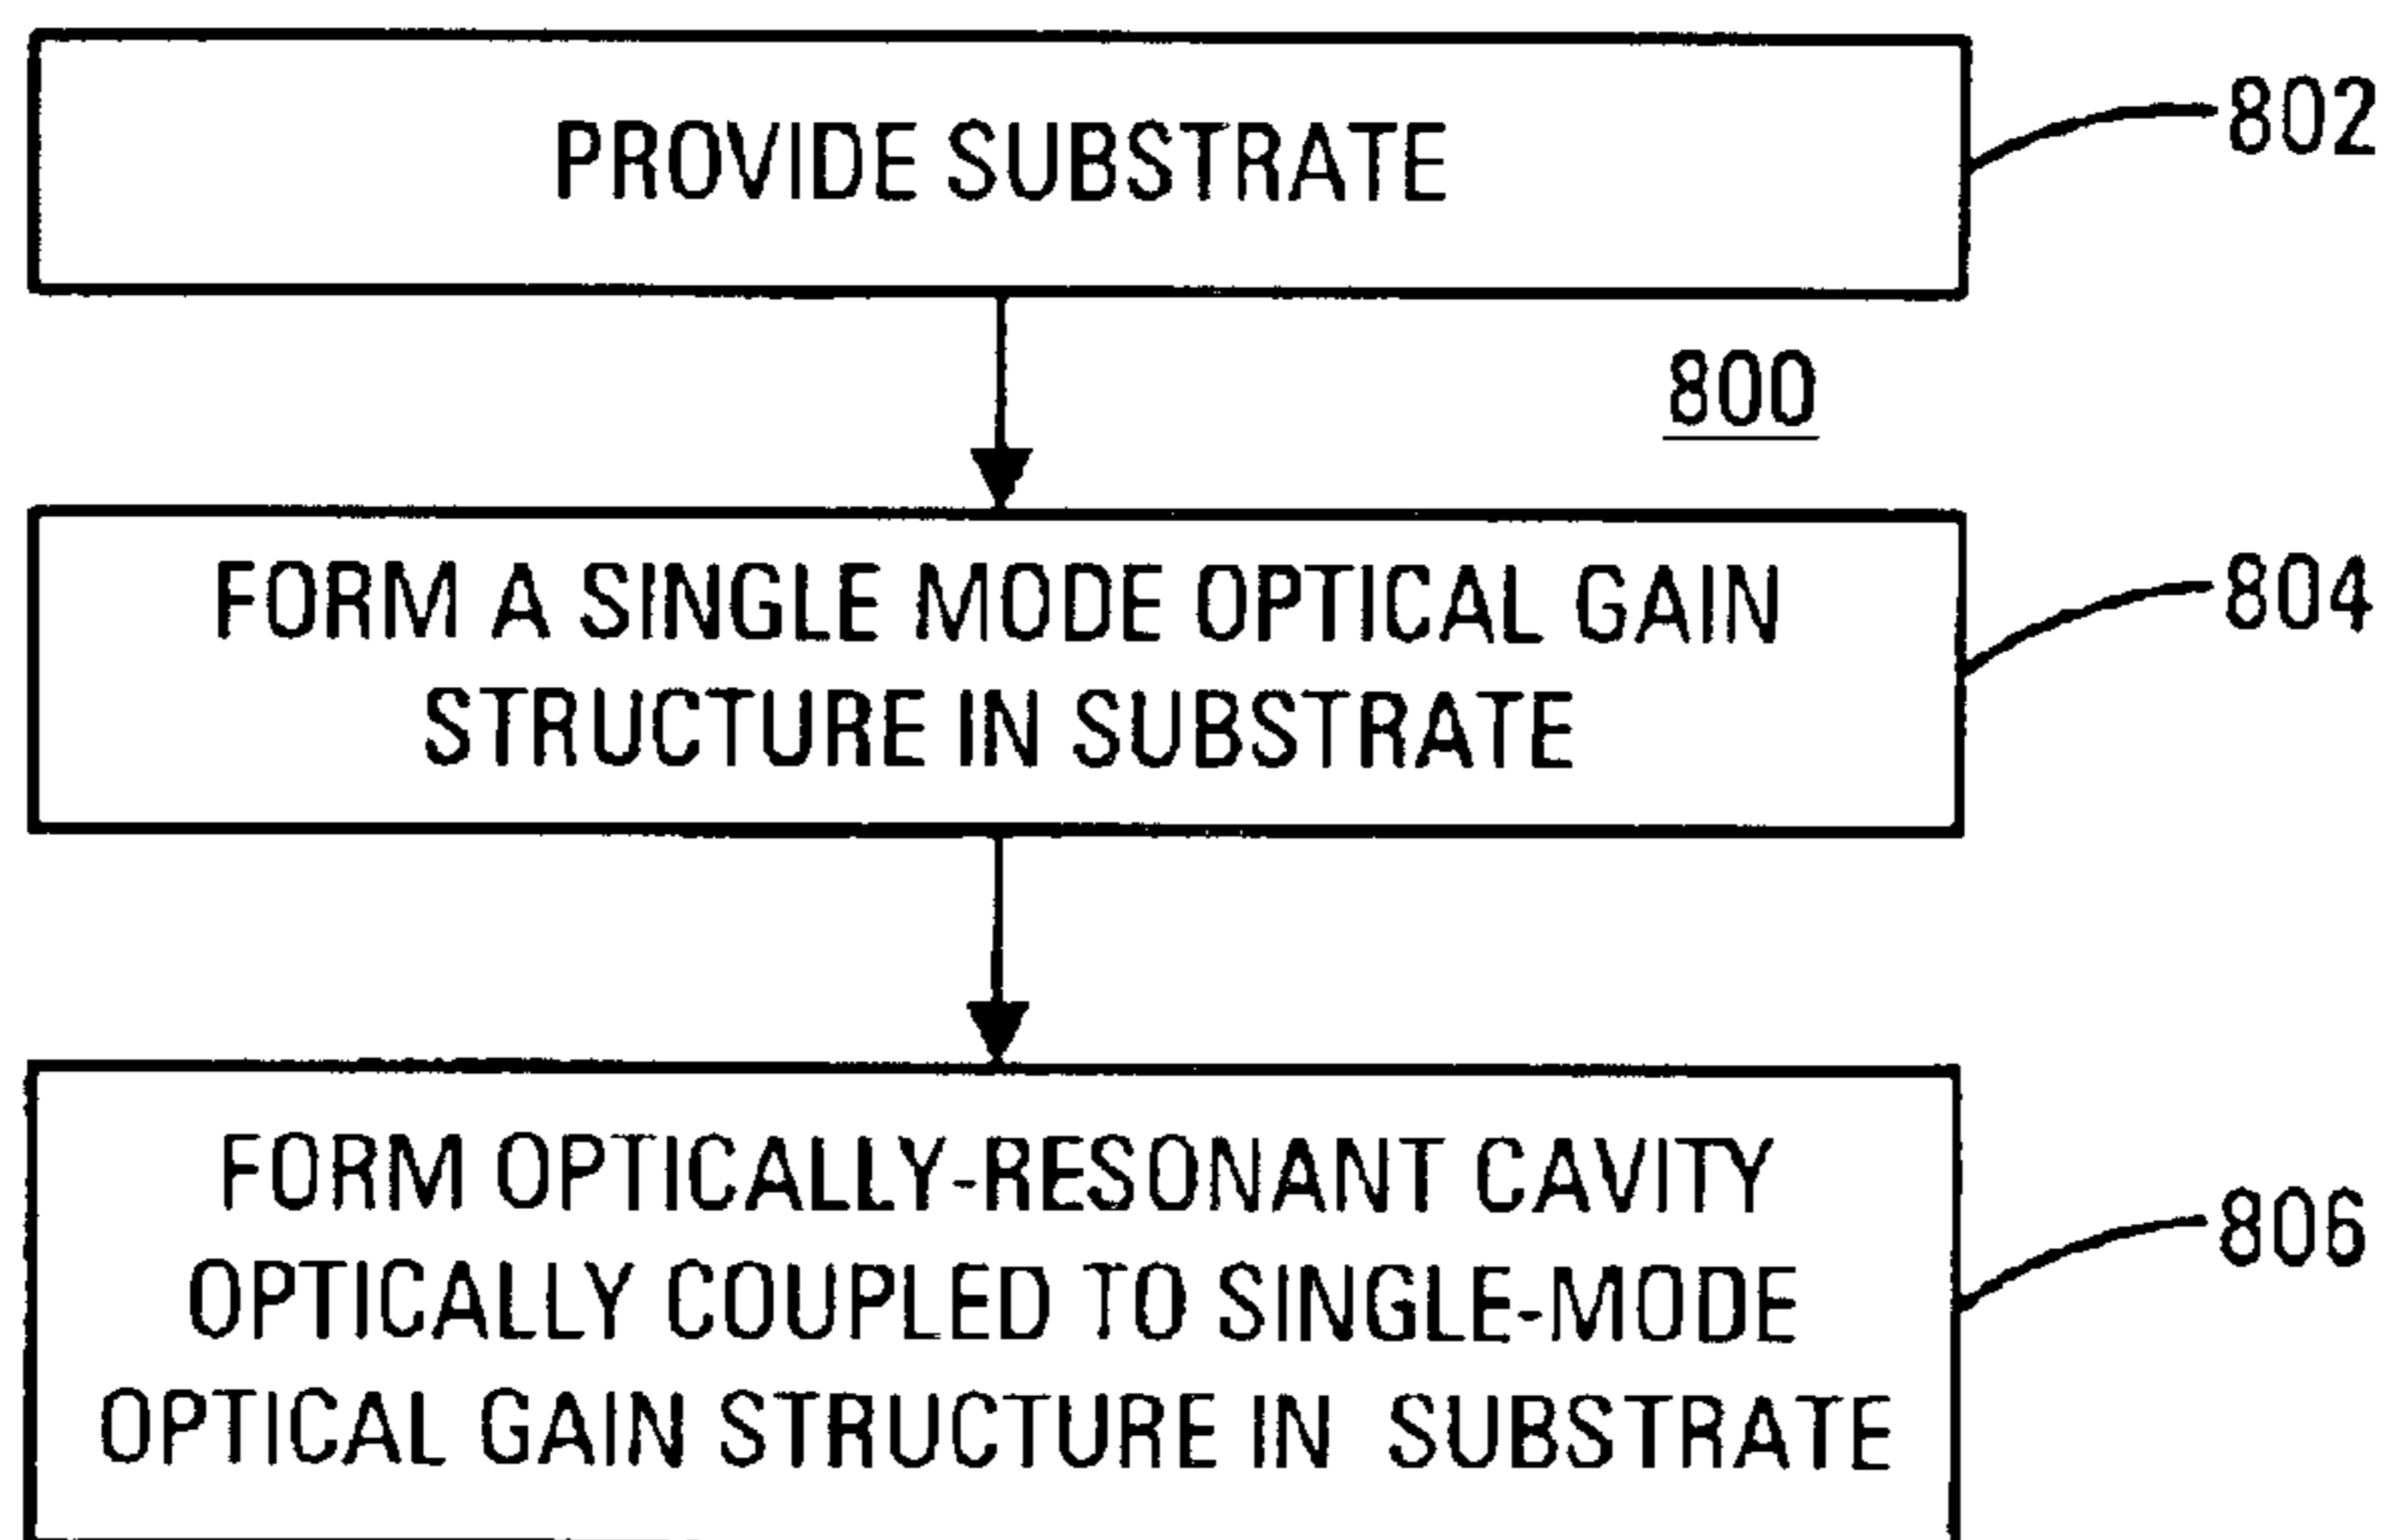 PROVIDE SUBSTRATE
802
800
FORM A SINGLE MODE OPTICAL GAIN
STRUCTURE IN SUBSTRATE
804
FORM OPTICALLY-RESONANT CAVITY
OPTICALLY COUPLED TO SINGLE-MODE
OPTICAL GAIN STRUCTURE IN SUBSTRATE
806